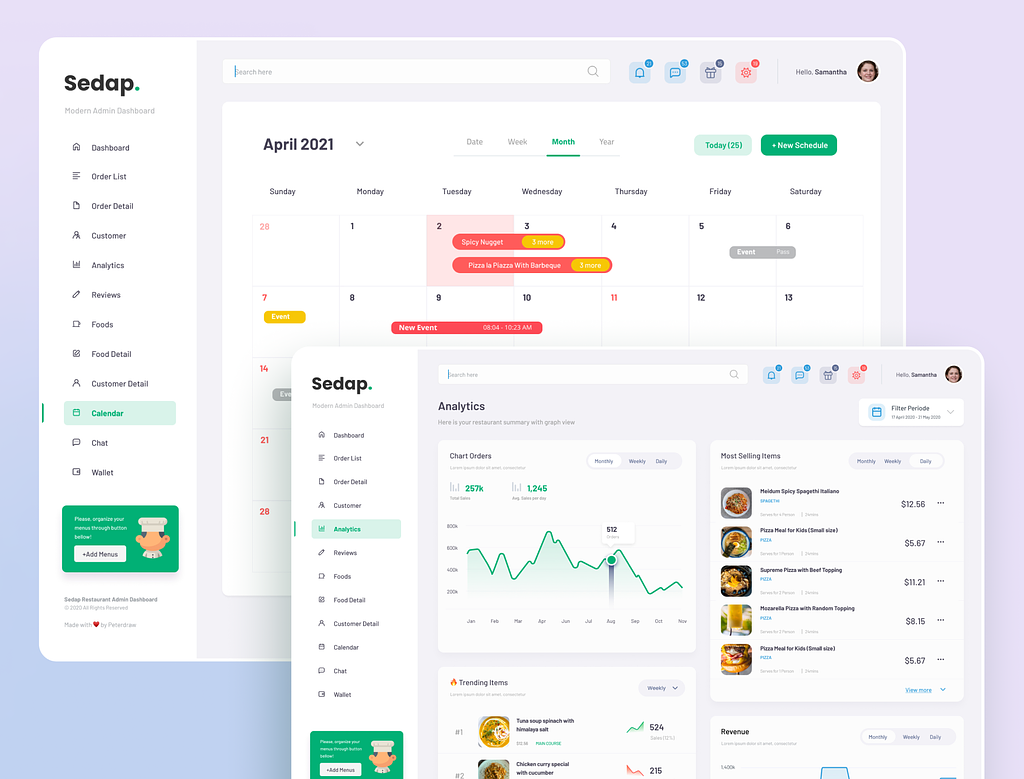 Sedap.
Modern Admin Dashboard
Dashboard
Order List
Order Detail
Customer
Analytics
Reviews
Foods
Food Detail
Customer Detail
Calendar
Chat
Wallet
Please, organize your
menus through button
bellow!
+Add Menus
Sedap Restaurant Admin Dashboard
© 2020 All Rights Reserved
Made with by Peterdraw
Search here
21
53
15
19
Hello, Samantha
April 2021
Date Week Month Year
Today (25)
+ New Schedule
Sunday Monday Tuesday Wednesday Thursday Friday Saturday
28 1 2 3 4 5 6
Spicy Nugget 3 more
Pizza la Piazza With Barbeque 3 more
Event Pass
7 8 9 10 11 12 13
Event
New Event 08:04 - 10:23 AM
14
Eve
21
28
Sedap.
Modern Admin Dashboard
Dashboard
Order List
Order Detail
Customer
Analytics
Reviews
Foods
Food Detail
Customer Detail
Calendar
Chat
Wallet
Please, organize your
menus through button
bellow!
+Add Menus
Search here
Hello, Samantha
Analytics
Here is your restaurant summary with graph view
Filter Periode
17 April 2020 - 21 May 2020
Chart Orders
Lorem ipsum dolor sit amet, consectetur
Monthly Weekly Daily
257k
Total Sales
1,245
Avg. Sales per day
800k
600k
400k
200k
512
Orders
Jan Feb Mar Apr Jun Jul Aug Sep Oct Nov
Trending Items
Lorem ipsum dolor sit amet, consectetur
Weekly
#1
Tuna soup spinach with
himalaya salt
$12.56 MAIN COURSE
524
Sales (12%)
#2
Chicken curry special
with cucumber
215
Most Selling Items
Lorem ipsum dolor sit amet, consectetur
Monthly Weekly Daily
Meidum Spicy Spagethi Italiano
SPAGETHI
Serves for 4 Person | 24mins
$12.56
Pizza Meal for Kids (Small size)
PIZZA
Serves for 1 Person | 24mins
$5.67
Supreme Pizza with Beef Topping
PIZZA
Serves for 2 Person | 24mins
$11.21
Mozarella Pizza with Random Topping
PIZZA
Serves for 2 Person | 24mins
$8.15
Pizza Meal for Kids (Small size)
PIZZA
Serves for 1 Person | 24mins
$5.67
View more
Revenue
Lorem ipsum dolor sit amet, consectetur
Monthly Weekly Daily
1.400k